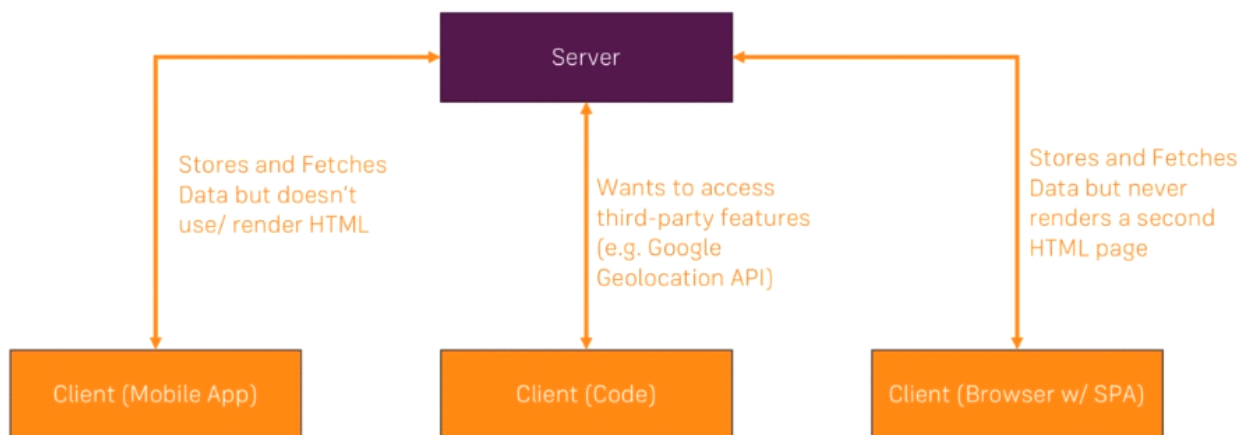 Server
Stores and Fetches
Data but doesn't
use/ render HTML
Wants to access
third-party features
(e.g. Google
Geolocation API)
Stores and Fetches
Data but never
renders a second
HTML page
Client (Mobile App)
Client (Code)
Client (Browser w/ SPA)